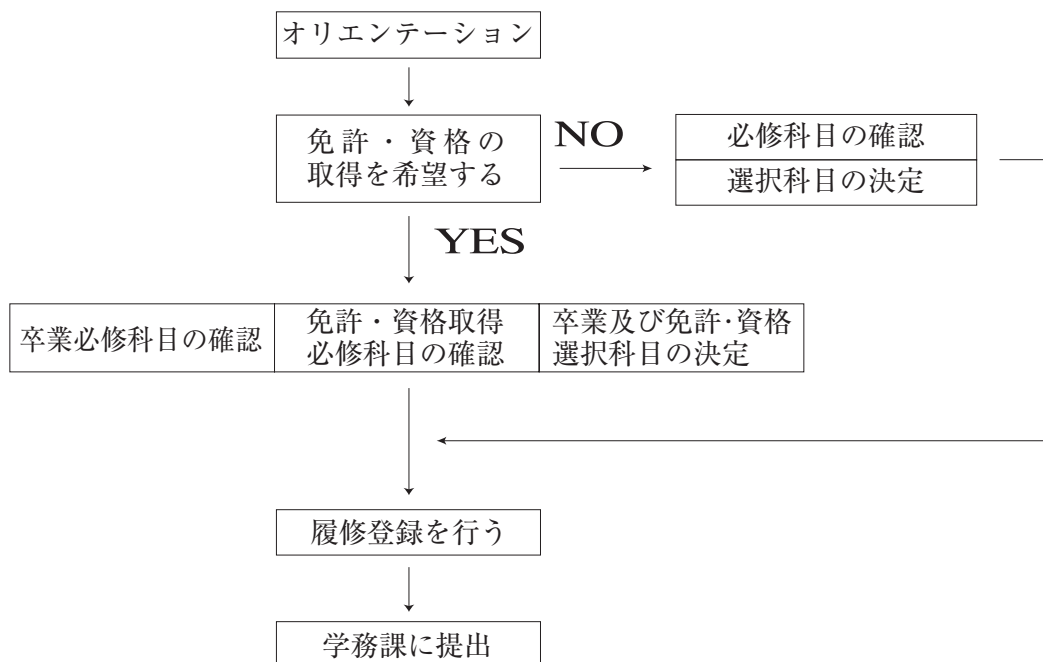 オリエンテーション
免許・資格の
取得を希望する
NO
必修科目の確認
選択科目の決定
YES
卒業必修科目の確認
免許・資格取得
必修科目の確認
卒業及び免許・資格
選択科目の決定
履修登録を行う
学務課に提出